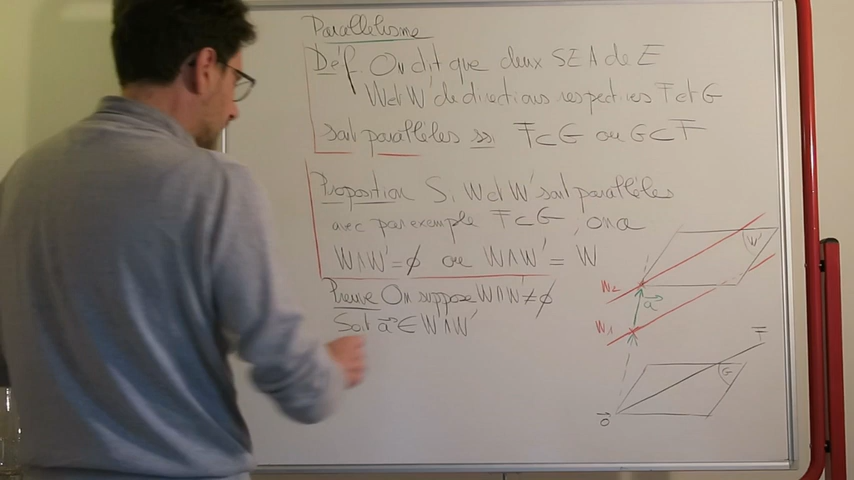 Parallélisme
Déf On dit que deux SEA de E
W et W' de directions respectives F et G
sont parallèles ssi F⊂G ou G⊂F
Proposition Si W et W' sont parallèles
avec par exemple F⊂G, on a
W∩W'=∅ ou W∩W'=W
Preuve On suppose W∩W'≠∅
Soit a⃗∈W∩W'
W'
W₂
a⃗
W₁
F
G
0⃗